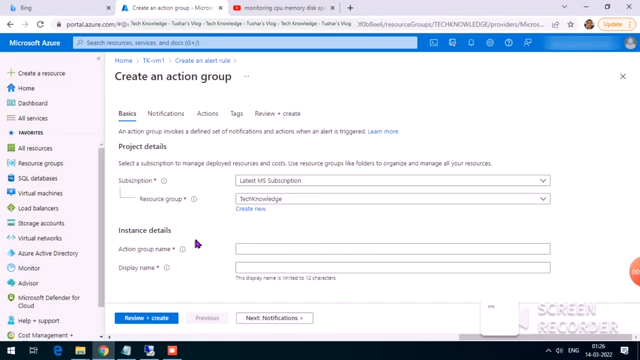 Bing
Create an action group - Microsof
monitoring cpu memory disk sp
portal.azure.com/#@
Tech Knowledge - Tushar's Vlog - Tech Knowledge - Tushar's Vlog
3f0b8ee6/resourceGroups/TECHKNOWLEDGE/providers/Microsoft
Update
Microsoft Azure
Search resources, services, and docs (G+/)
Create a resource
Home
Dashboard
All services
FAVORITES
All resources
Resource groups
SQL databases
Virtual machines
Load balancers
Storage accounts
Virtual networks
Azure Active Directory
Monitor
Advisor
Microsoft Defender for
Cloud
Help + support
Cost Management +
Home > TK-vm1 > Create an alert rule >
Create an action group ...
Basics Notifications Actions Tags Review + create
An action group invokes a defined set of notifications and actions when an alert is triggered. Learn more
Project details
Select a subscription to manage deployed resources and costs. Use resource groups like folders to organize and manage all your resources.
Subscription * Latest MS Subscription
Resource group * TechKnowledge
Create new
Instance details
Action group name *
Display name *
This display name is limited to 12 characters
Review + create Previous Next: Notifications >
SCREEN
RECORDER
ENG
01:26
14-03-2022